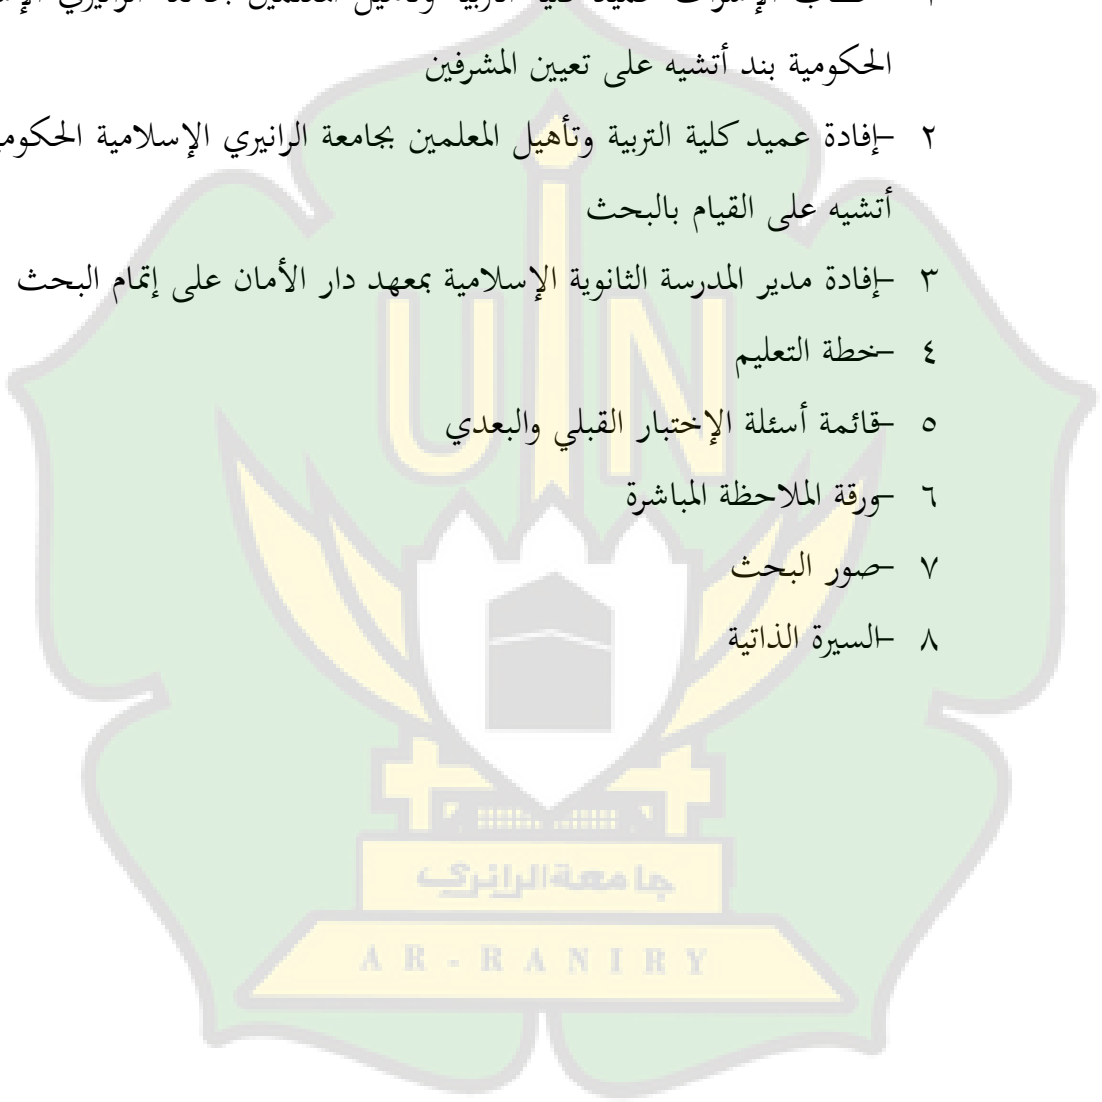 الحكومية بند أتشيه على تعيين المشرفين
٢ –إفادة عميد كلية التربية وتأهيل المعلمين بجامعة الرانيري الإسلامية
أتشيه على القيام بالبحث
٣ –إفادة مدير المدرسة الثانوية الإسلامية بمعهد دار الأمان على إتمام البحث
٤ –خطة التعليم
٥ –قائمة أسئلة الإختبار القبلي والبعدي
٦ –ورقة الملاحظة المباشرة
٧ –صور البحث
٨ –السيرة الذاتية
UIN
جامعة الرانري
AR-RANIRY